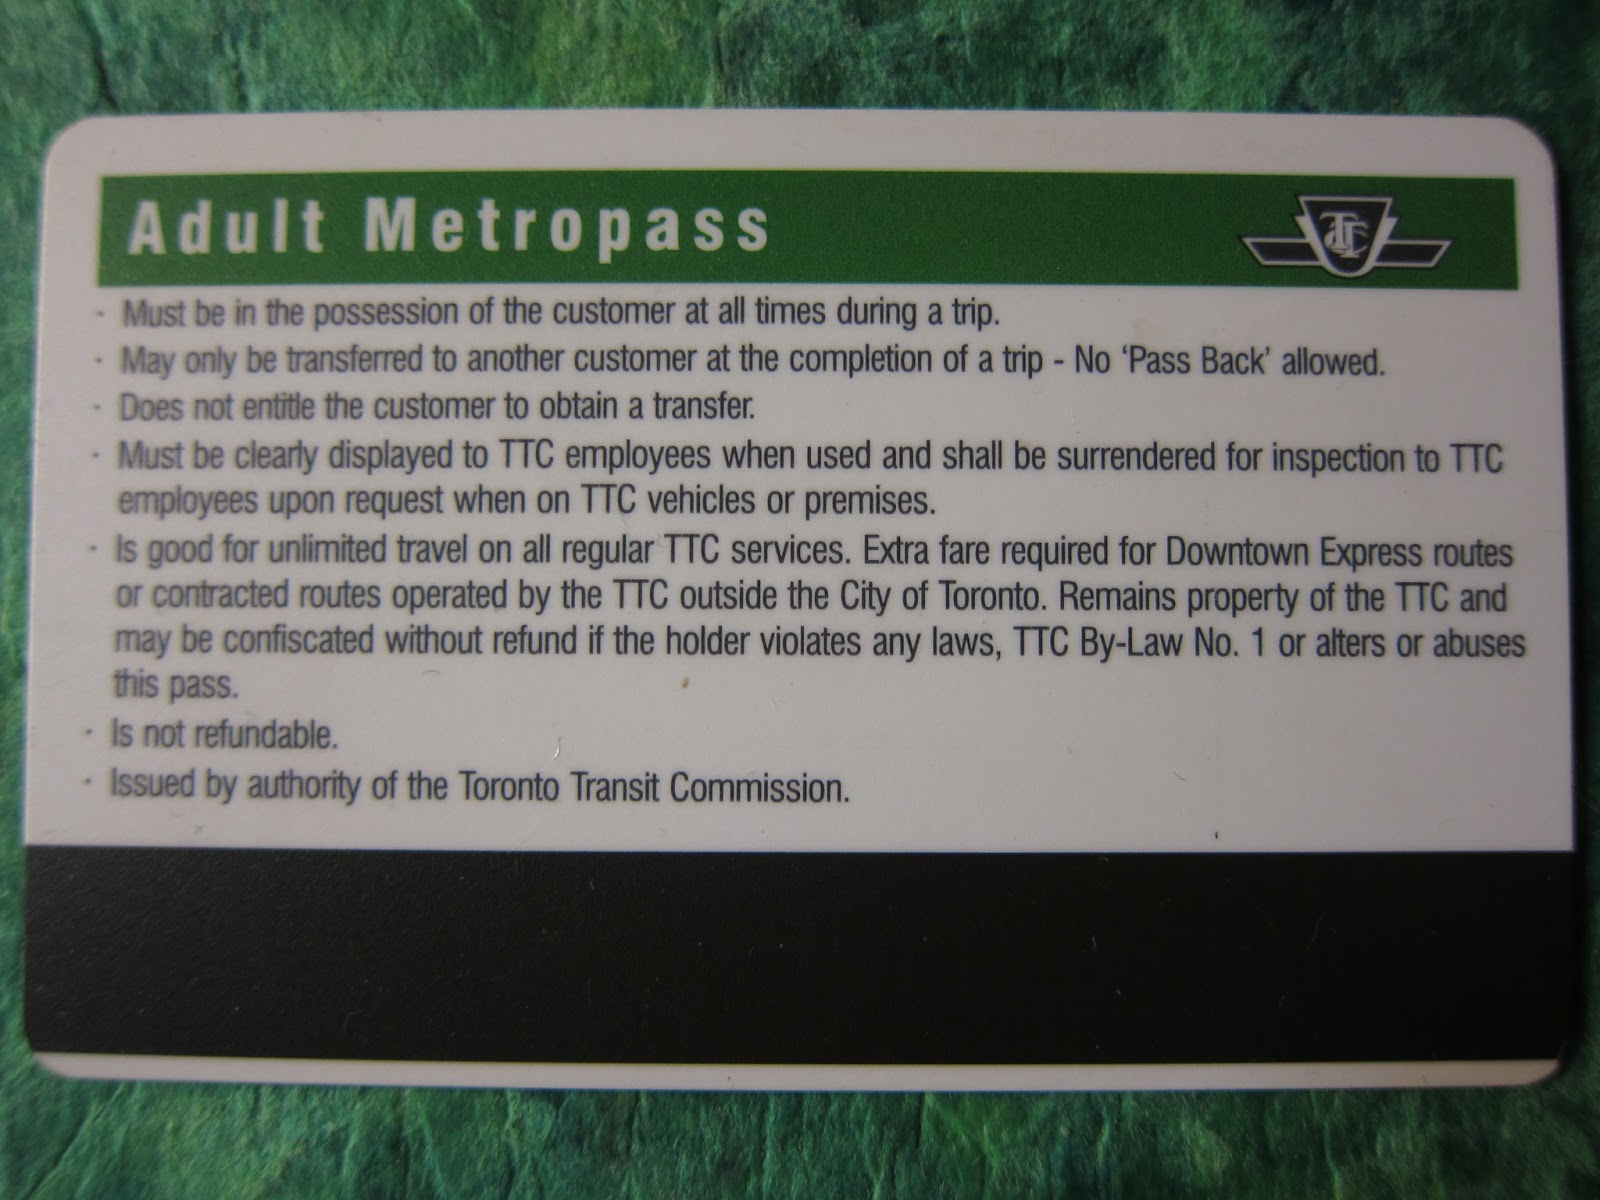 Adult Metropass
TTC
· Must be in the possession of the customer at all times during a trip.
· May only be transferred to another customer at the completion of a trip - No ‘Pass Back’ allowed.
· Does not entitle the customer to obtain a transfer.
· Must be clearly displayed to TTC employees when used and shall be surrendered for inspection to TTC
employees upon request when on TTC vehicles or premises.
· Is good for unlimited travel on all regular TTC services. Extra fare required for Downtown Express routes
or contracted routes operated by the TTC outside the City of Toronto. Remains property of the TTC and
may be confiscated without refund if the holder violates any laws, TTC By-Law No. 1 or alters or abuses
this pass.
· Is not refundable.
· Issued by authority of the Toronto Transit Commission.